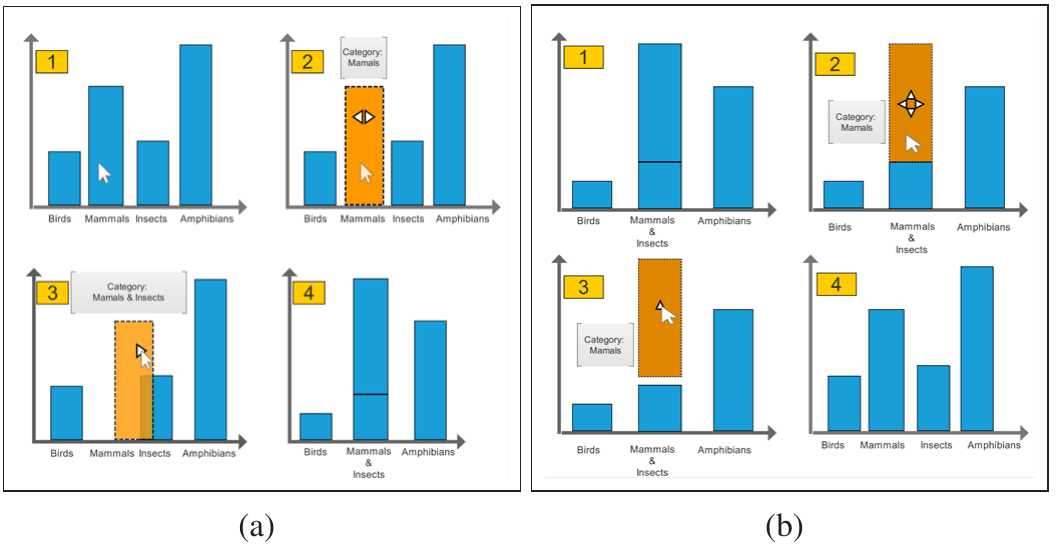 1
Birds
Mammals
Insects
Amphibians
2
Category:
Mamals
Birds
Mammals
Insects
Amphibians
3
Category:
Mamals & Insects
Birds
Mammals
Insects
Amphibians
4
Birds
Mammals
&
Insects
Amphibians
(a)
1
Birds
Mammals
&
Insects
Amphibians
2
Category:
Mamals
Birds
Mammals
&
Insects
Amphibians
3
Category:
Mamals
Birds
Mammals
&
Insects
Amphibians
4
Birds
Mammals
Insects
Amphibians
(b)